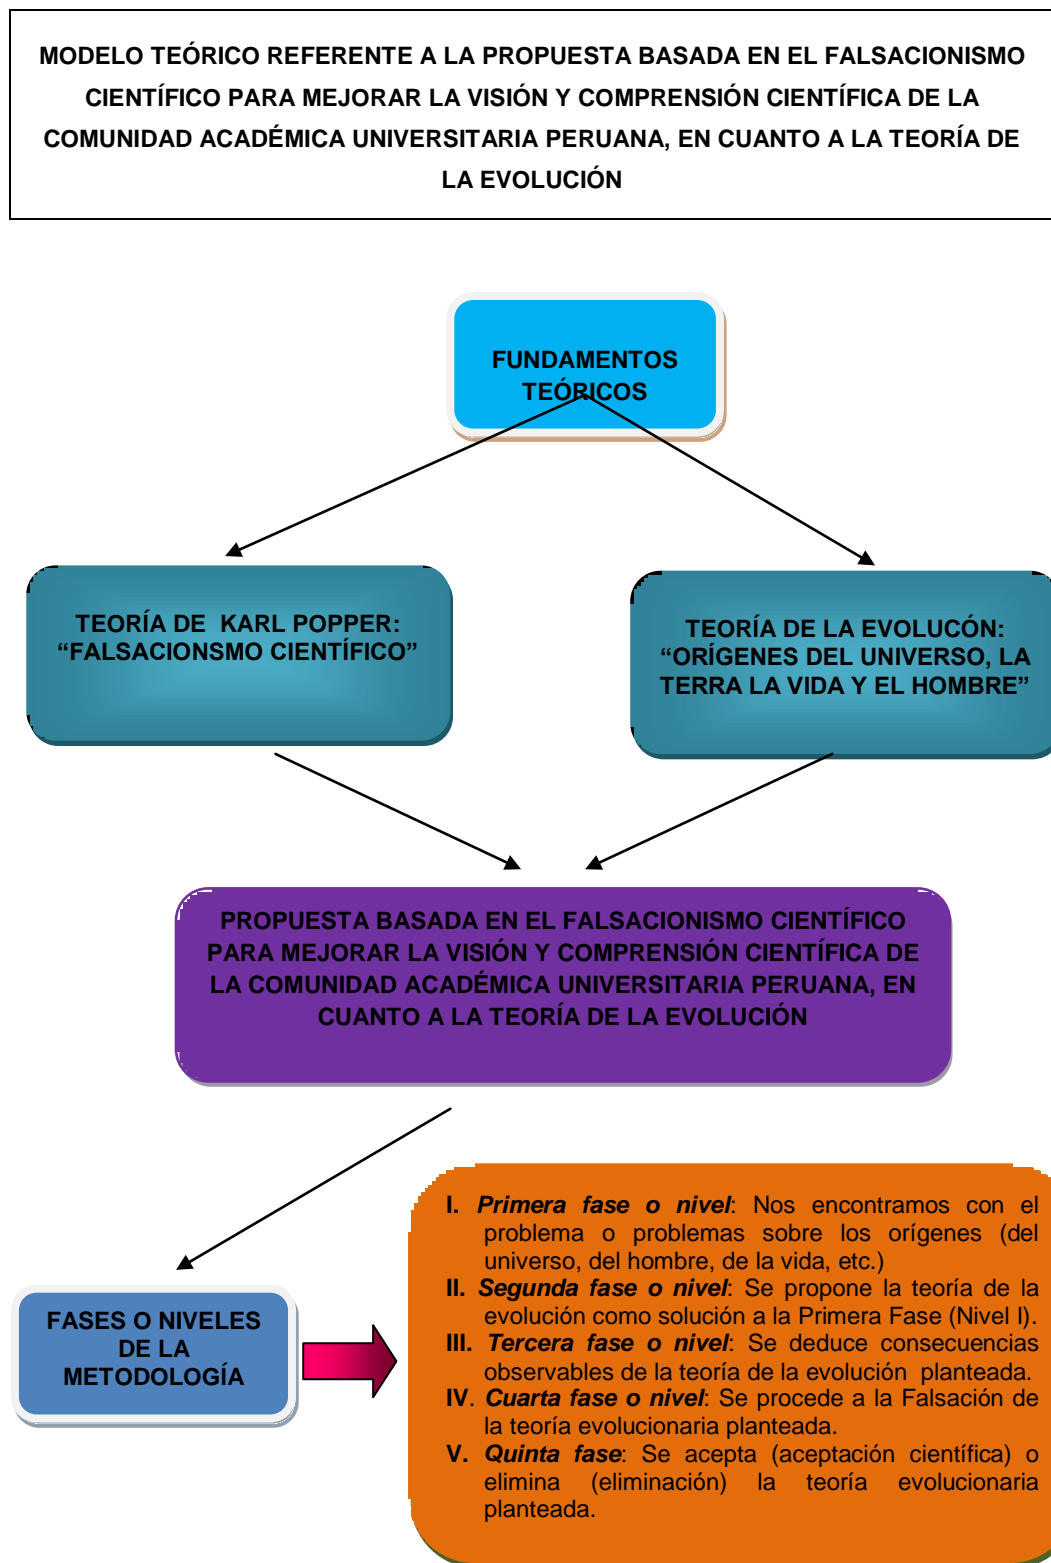 MODELO TEÓRICO REFERENTE A LA PROPUESTA BASADA EN EL FALSACIONISMO
CIENTÍFICO PARA MEJORAR LA VISIÓN Y COMPRENSIÓN CIENTÍFICA DE LA
COMUNIDAD ACADÉMICA UNIVERSITARIA PERUANA, EN CUANTO A LA TEORÍA DE
LA EVOLUCIÓN
FUNDAMENTOS
TEÓRICOS
TEORÍA DE KARL POPPER:
“FALSACIONSMO CIENTÍFICO”
TEORÍA DE LA EVOLUCÓN:
“ORÍGENES DEL UNIVERSO, LA
TERRA LA VIDA Y EL HOMBRE”
PROPUESTA BASADA EN EL FALSACIONISMO CIENTÍFICO
PARA MEJORAR LA VISIÓN Y COMPRENSIÓN CIENTÍFICA DE
LA COMUNIDAD ACADÉMICA UNIVERSITARIA PERUANA, EN
CUANTO A LA TEORÍA DE LA EVOLUCIÓN
FASES O NIVELES
DE LA
METODOLOGÍA
I. Primera fase o nivel: Nos encontramos con el
problema o problemas sobre los orígenes (del
universo, del hombre, de la vida, etc.)
II. Segunda fase o nivel: Se propone la teoría de la
evolución como solución a la Primera Fase (Nivel I).
III. Tercera fase o nivel: Se deduce consecuencias
observables de la teoría de la evolución planteada.
IV. Cuarta fase o nivel: Se procede a la Falsación de
la teoría evolucionaria planteada.
V. Quinta fase: Se acepta (aceptación científica) o
elimina (eliminación) la teoría evolucionaria
planteada.